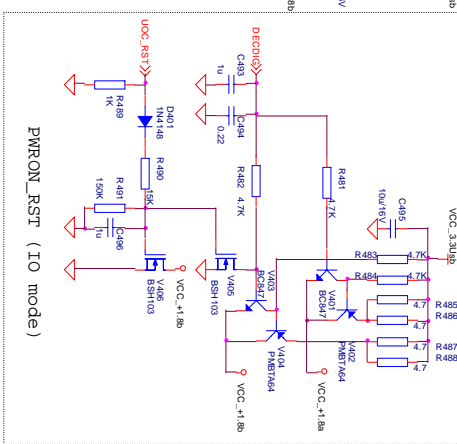 8b
V
sb
UOC_RST
DECDIG
C493
1u
C494
0.22
R489
1K
D401
1N4148
R490
15K
R491
150K
C496
1u
R482
4.7K
R481
4.7K
C495
10u/16V
VCC_3.3Usb
R483
4.7K
R484
4.7K
4.7
R485
R486
4.7
4.7
R487
R488
4.7
V406
BSH103
VCC_+1.8b
V405
BSH103
V403
BC847
V401
BC847
V402
PMBTA64
V404
PMBTA64
VCC_+1.8a
VCC_+1.8b
PWRON_RST (IO mode)